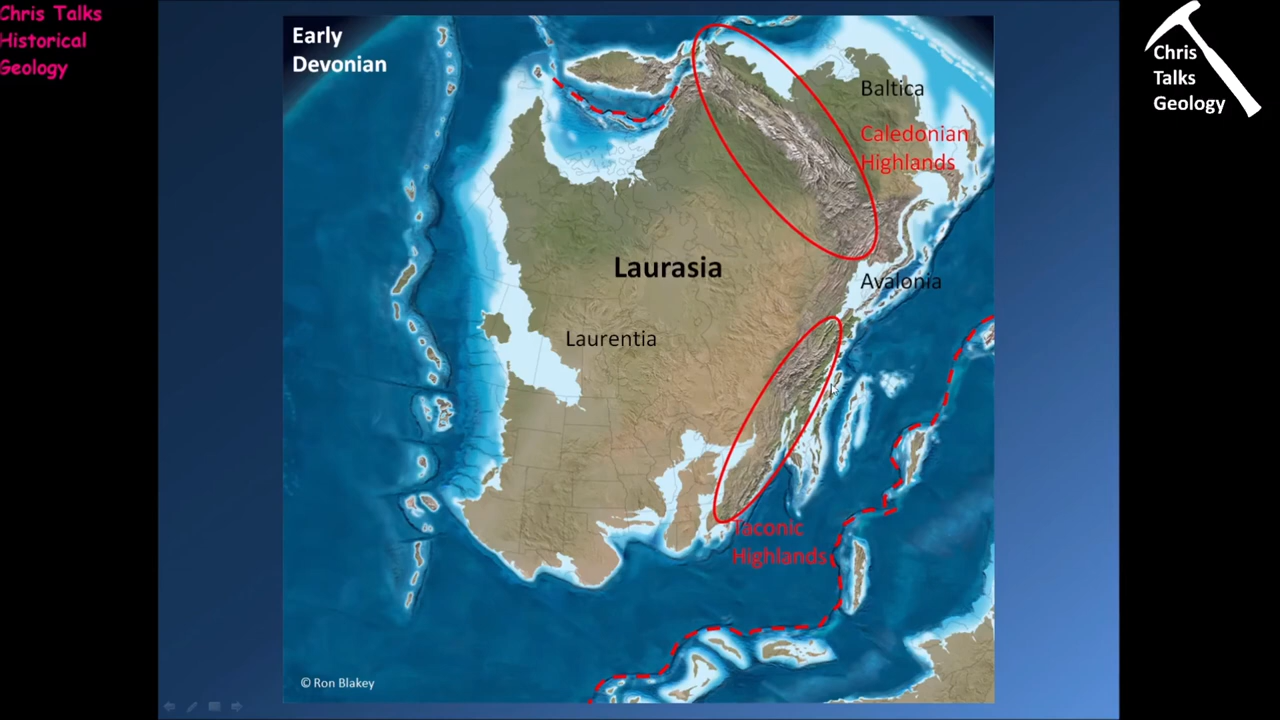 Chris Talks
Historical
Geology
Early
Devonian
Chris
Talks
Geology
Baltica
Caledonian
Highlands
Laurasia
Avalonia
Laurentia
Taconic
Highlands
© Ron Blakey